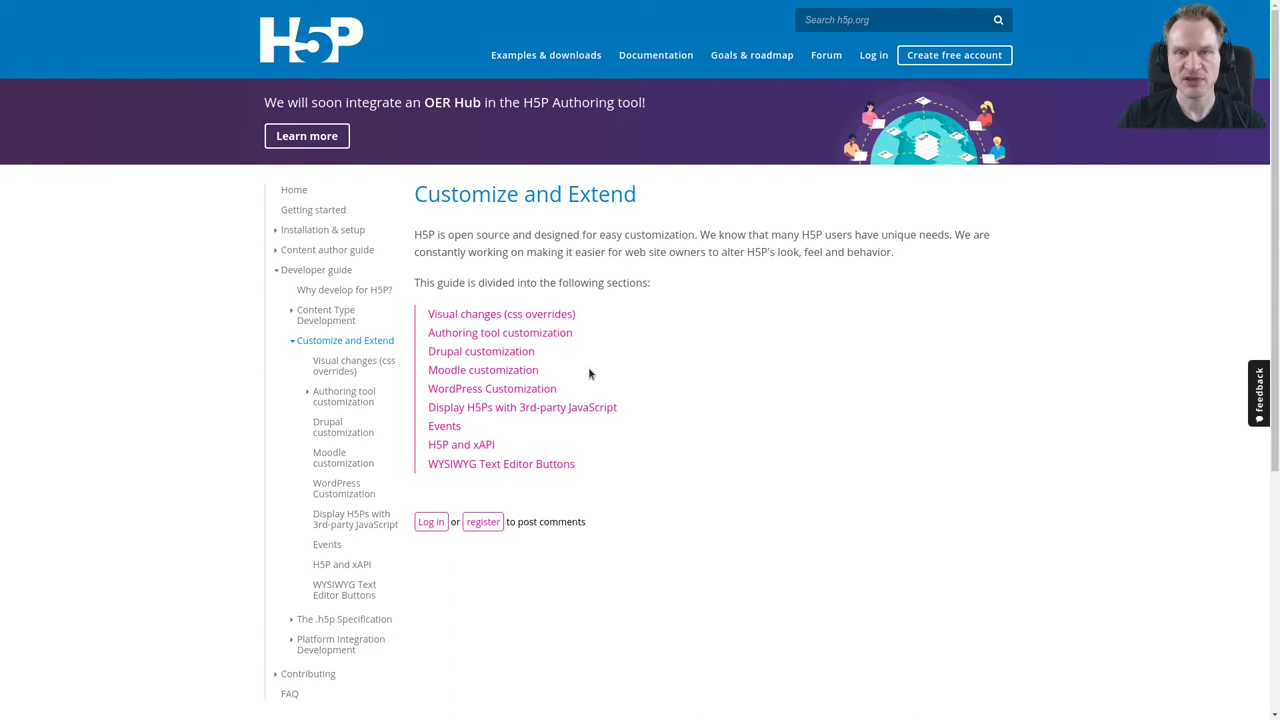 H5P
Search h5p.org
Examples & downloads
Documentation
Goals & roadmap
Forum
Log in
Create free account
We will soon integrate an OER Hub in the H5P Authoring tool!
Learn more
Home
Getting started
Installation & setup
Content author guide
Developer guide
Why develop for H5P?
Content Type
Development
Customize and Extend
Visual changes (css
overrides)
Authoring tool
customization
Drupal
customization
Moodle
customization
WordPress
Customization
Display H5Ps with
3rd-party JavaScript
Events
H5P and xAPI
WYSIWYG Text
Editor Buttons
The .h5p Specification
Platform Integration
Development
Contributing
FAQ
Customize and Extend
H5P is open source and designed for easy customization. We know that many H5P users have unique needs. We are
constantly working on making it easier for web site owners to alter H5P's look, feel and behavior.
This guide is divided into the following sections:
Visual changes (css overrides)
Authoring tool customization
Drupal customization
Moodle customization
WordPress Customization
Display H5Ps with 3rd-party JavaScript
Events
H5P and xAPI
WYSIWYG Text Editor Buttons
Log in or register to post comments
feedback